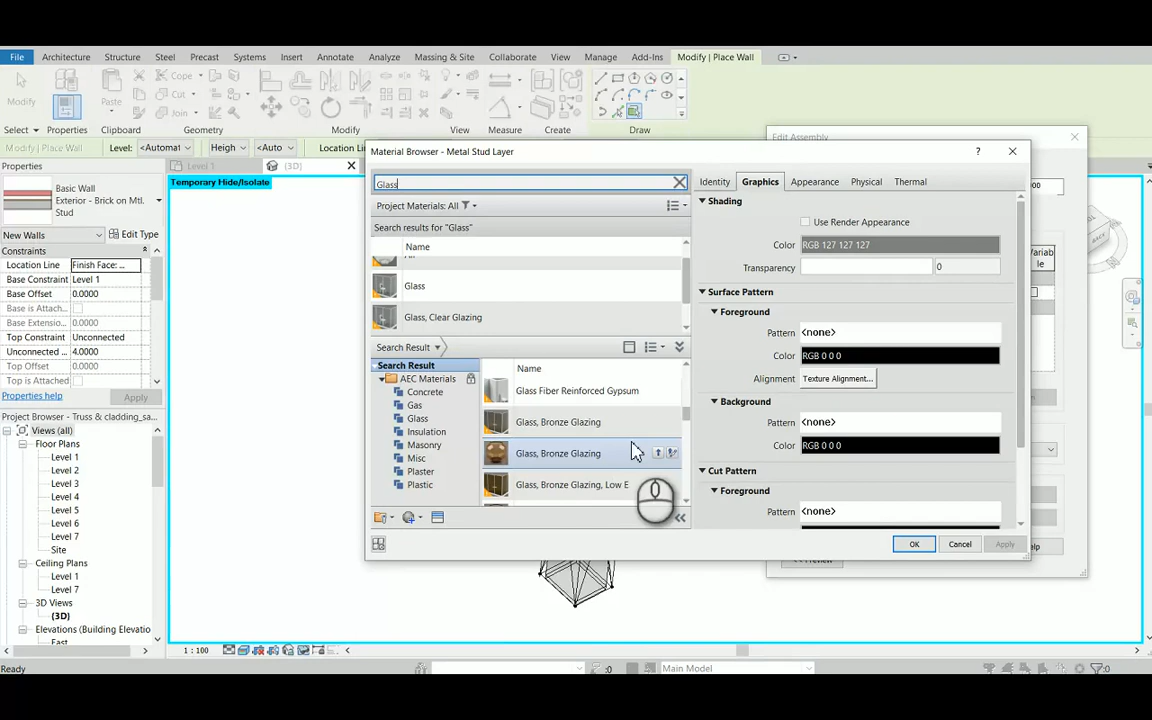 File Architecture Structure Steel Precast Systems Insert Annotate Analyze Massing & Site Collaborate View Manage Add-Ins Modify | Place Wall
Modify Paste Cope Cut Join
Select Properties Clipboard Geometry Modify View Measure Create Draw
Modify | Place Wall Level: <Automat Heigh <Auto Location Lin
Edit Assembly
Properties
Level 1 (3D)
Temporary Hide/Isolate
Basic Wall
Exterior - Brick on Mtl.
Stud
New Walls Edit Type
Constraints
Location Line Finish Face: ...
Base Constraint Level 1
Base Offset 0.0000
Base is Attach...
Base Extensio... 0.0000
Top Constraint Unconnected
Unconnected ... 4.0000
Top Offset 0.0000
Top is Attached
Properties help Apply
Project Browser - Truss & cladding_sa...
Views (all)
Floor Plans
Level 1
Level 2
Level 3
Level 4
Level 5
Level 6
Level 7
Site
Ceiling Plans
Level 1
Level 7
3D Views
(3D)
Elevations (Building Elevatio
East
Material Browser - Metal Stud Layer
?
Glass
Project Materials: All
Search results for "Glass"
Name
Glass
Glass, Clear Glazing
Search Result
Search Result
AEC Materials
Concrete
Gas
Glass
Insulation
Masonry
Misc
Plaster
Plastic
Name
Glass Fiber Reinforced Gypsum
Glass, Bronze Glazing
Glass, Bronze Glazing
Glass, Bronze Glazing, Low E
Identity Graphics Appearance Physical Thermal
Shading
Use Render Appearance
Color RGB 127 127 127
Transparency 0
Surface Pattern
Foreground
Pattern <none>
Color RGB 0 0 0
Alignment Texture Alignment...
Background
Pattern <none>
Color RGB 0 0 0
Cut Pattern
Foreground
Pattern <none>
OK Cancel Apply
Variab
le
<< Preview
1 : 100
Ready :0 Main Model :0